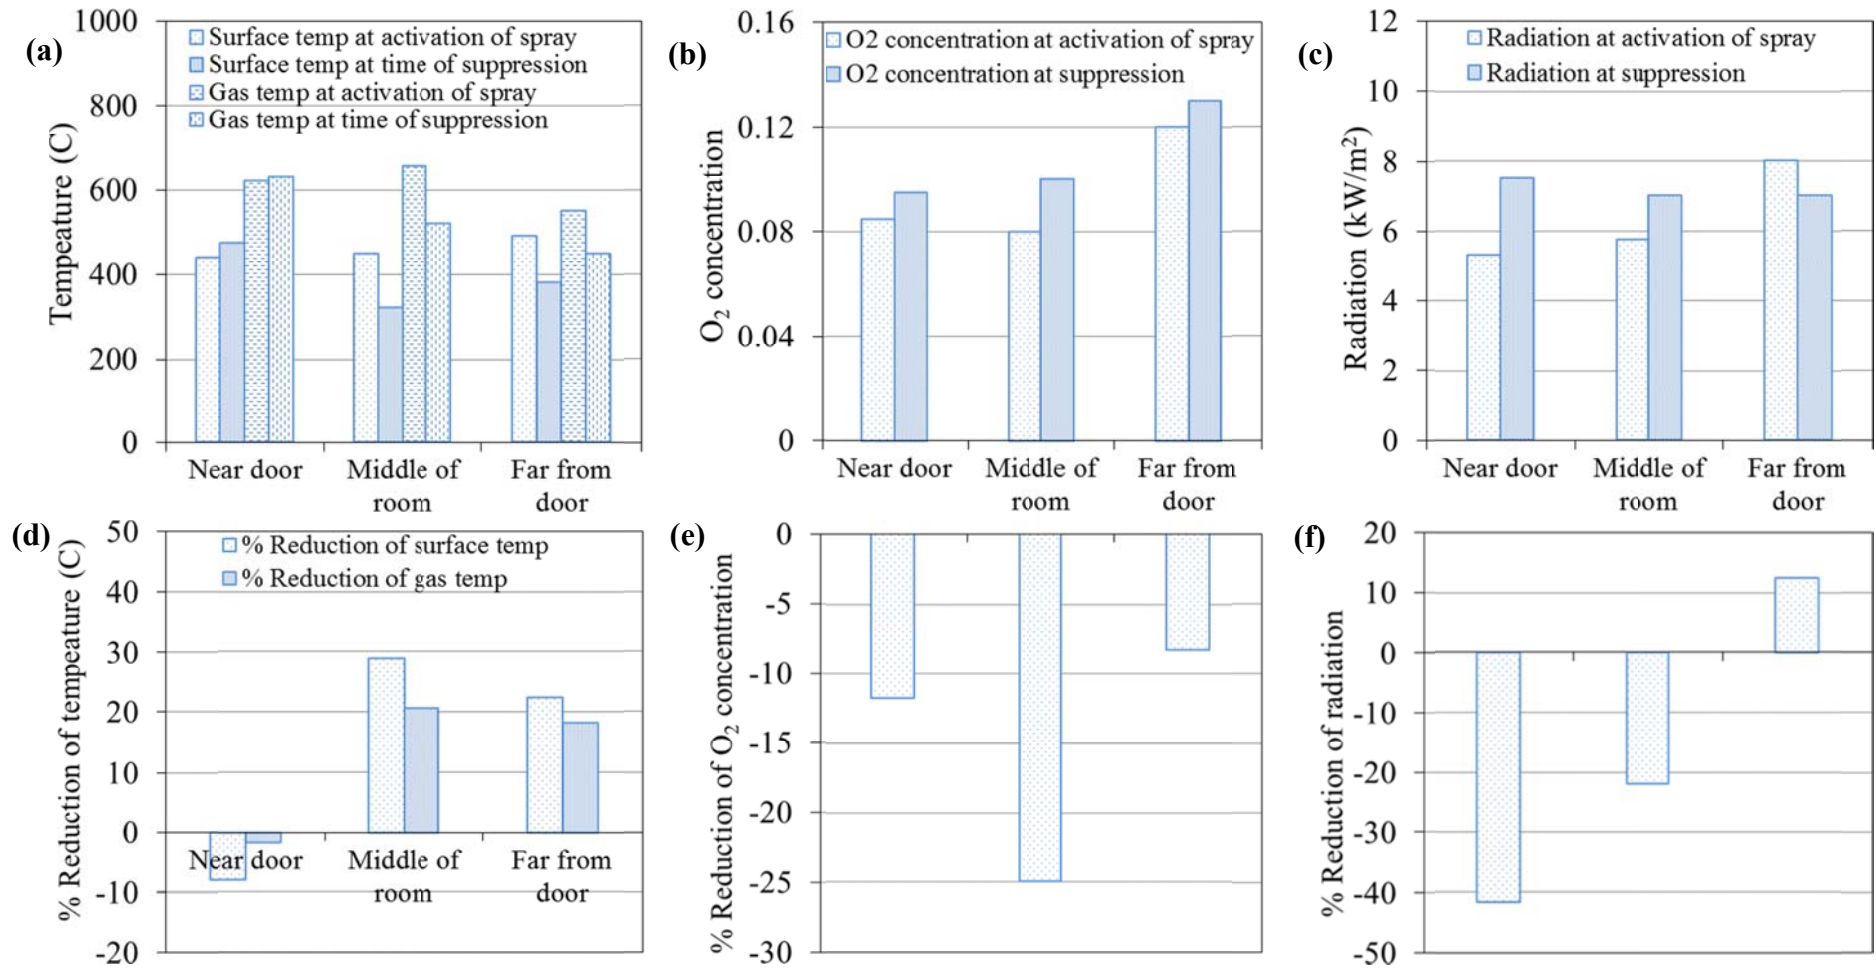 (a)
1000
800
600
400
200
0
Tempeature (C)
Surface temp at activation of spray
Surface temp at time of suppression
Gas temp at activation of spray
Gas temp at time of suppression
Near door
Middle of room
Far from door
(b)
0.16
0.12
0.08
0.04
0
O₂ concentration
O2 concentration at activation of spray
O2 concentration at suppression
Near door
Middle of
room
Far from
door
(c)
12
10
8
6
4
2
0
Radiation (kW/m²)
Radiation at activation of spray
Radiation at suppression
Near door
Middle of
room
Far from
door
(d)
50
40
30
20
10
0
-10
-20
% Reduction of tempeature (C)
% Reduction of surface temp
% Reduction of gas temp
Near door
Middle of
room
Far from
door
(e)
0
-5
-10
-15
-20
-25
-30
% Reduction of O₂ concentration
(f)
20
10
0
-10
-20
-30
-40
-50
% Reduction of radiation